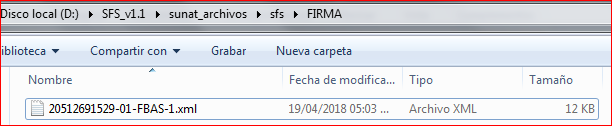 Disco local (D:) ▸ SFS_v1.1 ▸ sunat_archivos ▸ sfs ▸ FIRMA
iblioteca Compartir con Grabar Nueva carpeta
Nombre Fecha de modifica... Tipo Tamaño
20512691529-01-FBAS-1.xml 19/04/2018 05:03 ... Archivo XML 12 KB